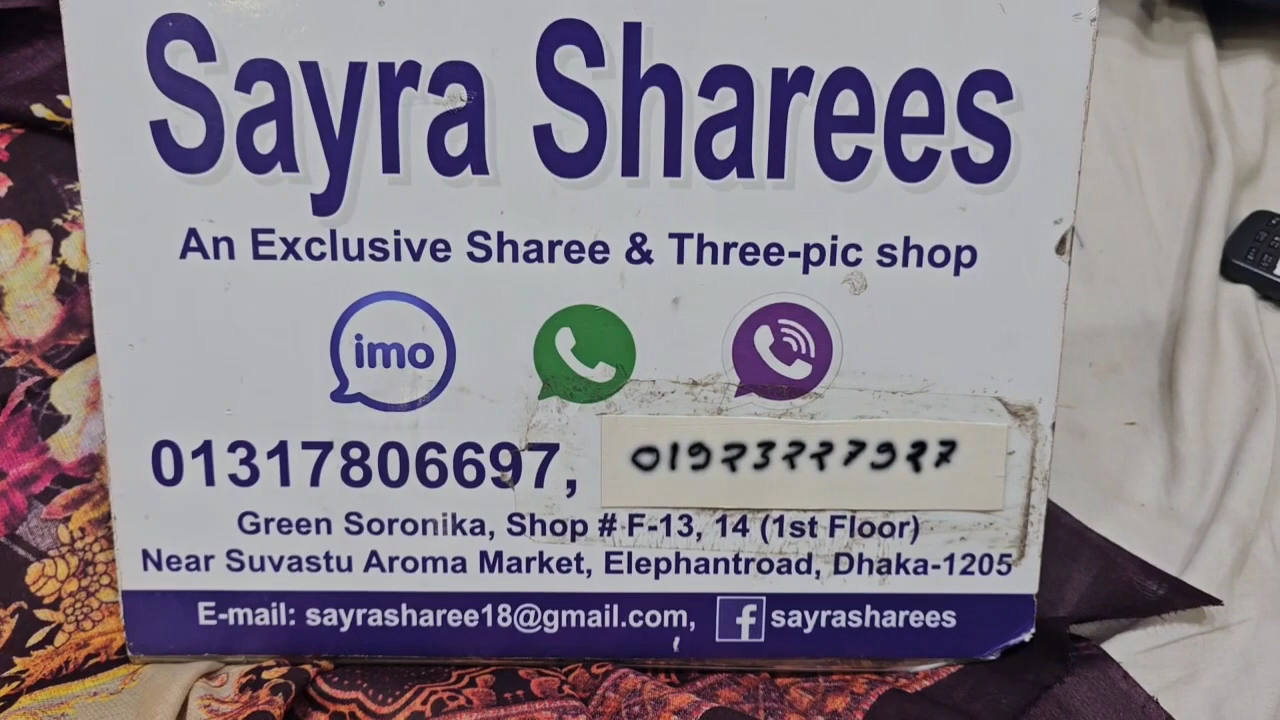 Sayra Sharees
An Exclusive Sharee & Three-pic shop
imo
01317806697, 01923227927
Green Soronika, Shop # F-13, 14 (1st Floor)
Near Suvastu Aroma Market, Elephantroad, Dhaka-1205
E-mail: sayrasharee18@gmail.com, f sayrasharees